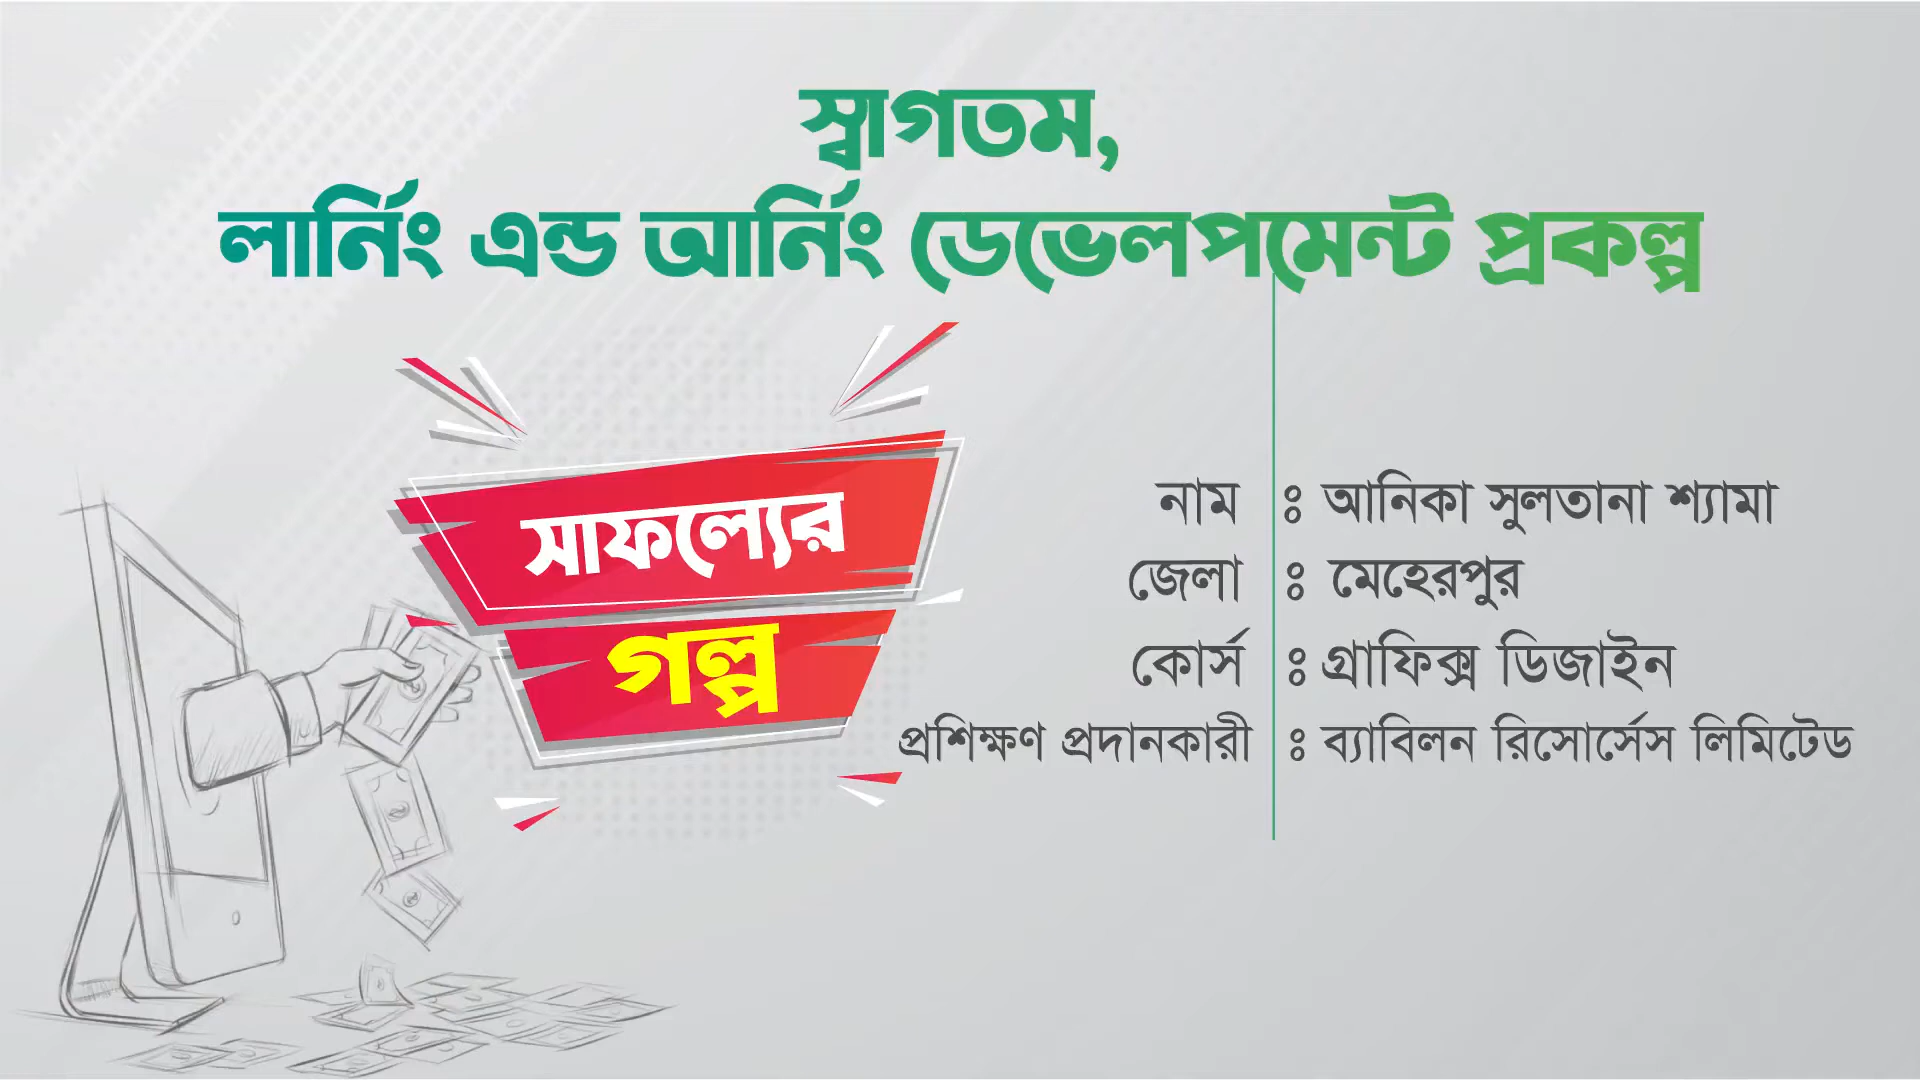 স্বাগতম,
লার্নিং এন্ড আর্নিং ডেভেলপমেন্ট প্রকল্প
সাফল্যের
গল্প
নাম : আনিকা সুলতানা শ্যামা
জেলা : মেহেরপুর
কোর্স : গ্রাফিক্স ডিজাইন
প্রশিক্ষণ প্রদানকারী : ব্যাবিলন রিসোর্সেস লিমিটেড